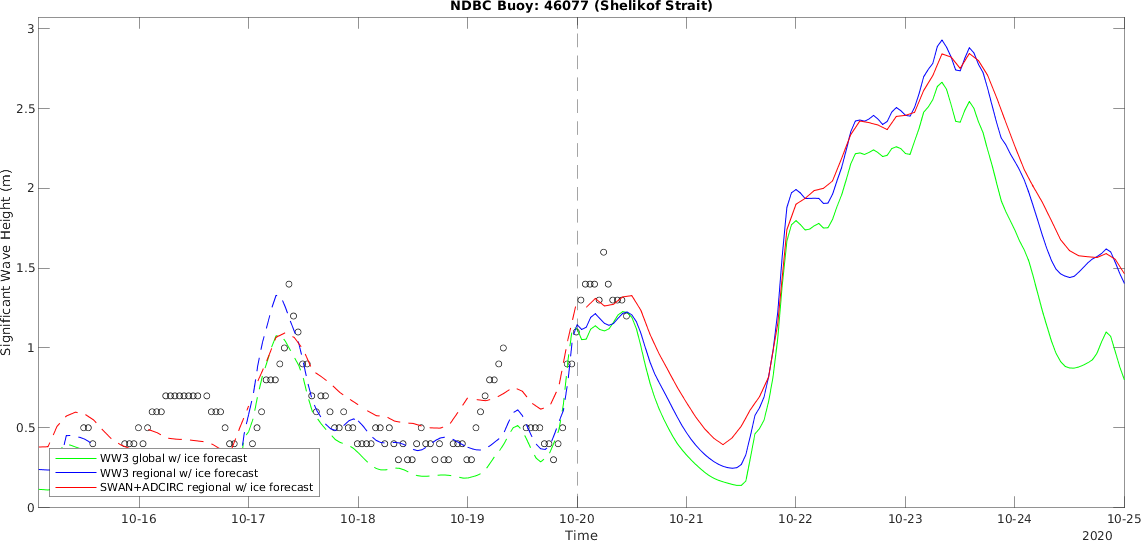 NDBC Buoy: 46077 (Shelikof Strait)
3
2.5
2
1.5
1
0.5
0
Significant Wave Height (m)
WW3 global w/ ice forecast
WW3 regional w/ ice forecast
SWAN+ADCIRC regional w/ ice forecast
10-16 10-17 10-18 10-19 10-20 10-21 10-22 10-23 10-24 10-25
Time
2020